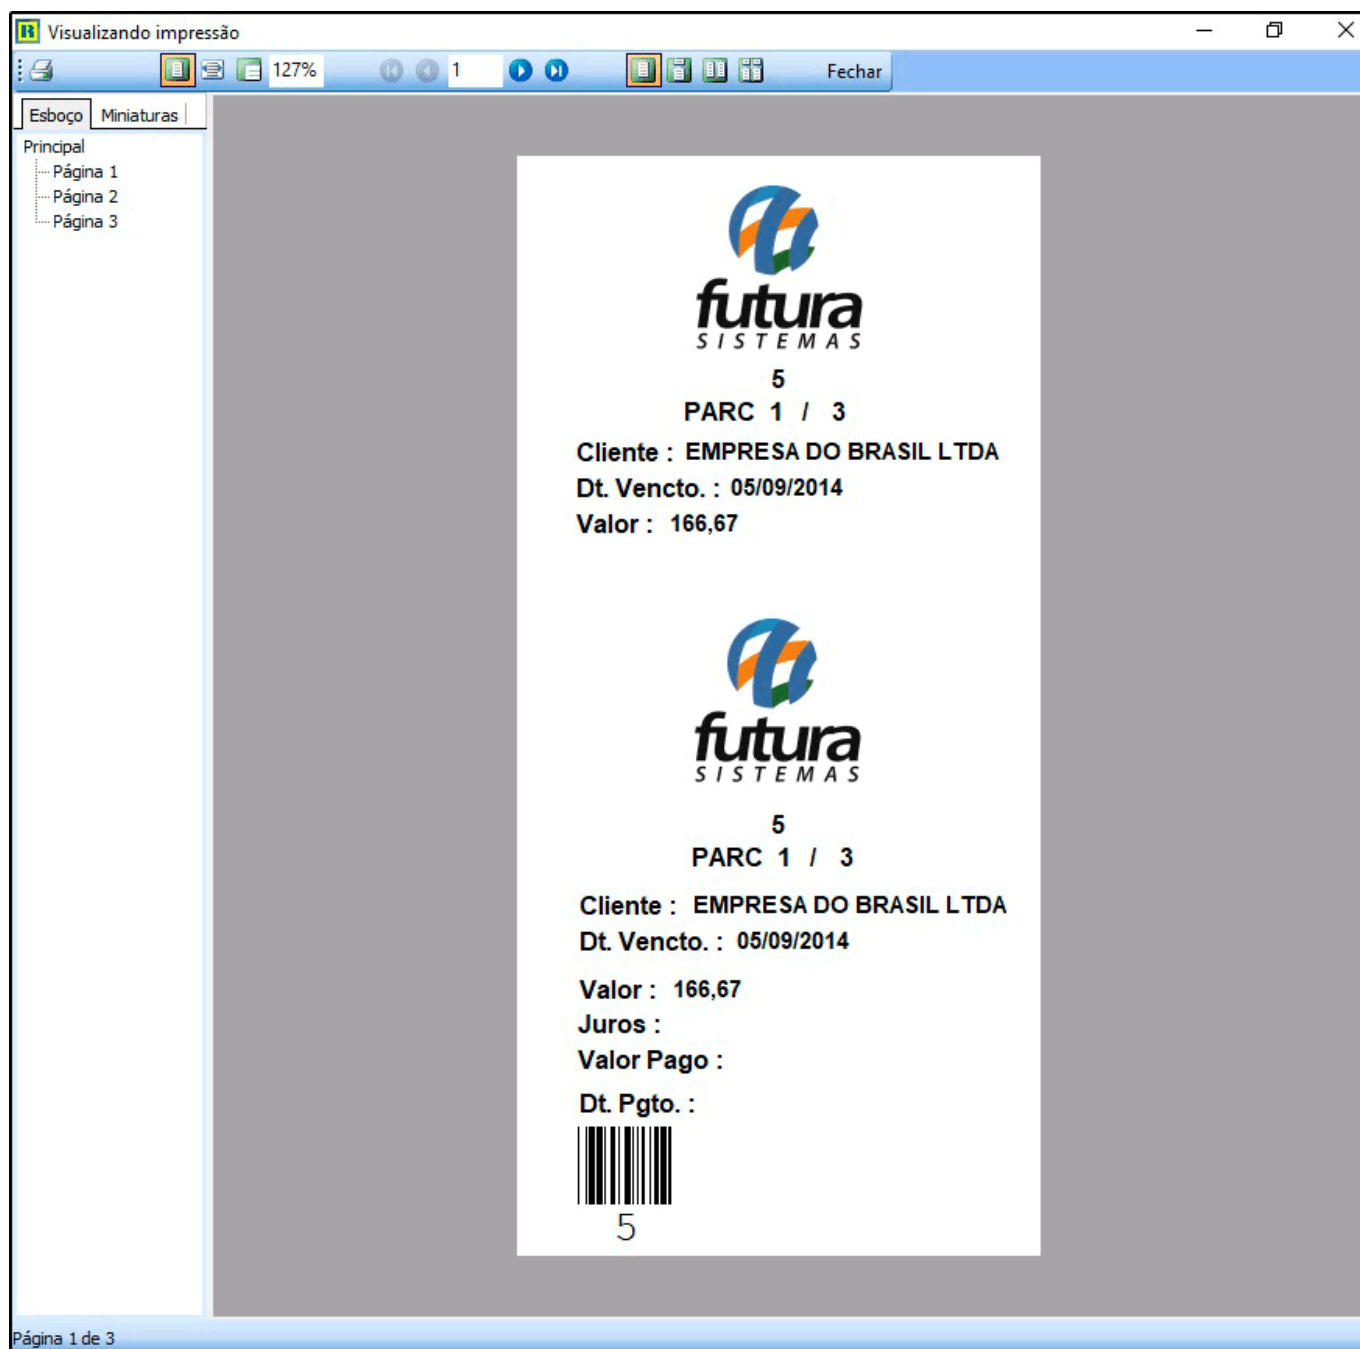 Visualizando impressão
127%
1
Fechar
Esboço Miniaturas
Principal
Página 1
Página 2
Página 3
futura
SISTEMAS
5
PARC 1 / 3
Cliente : EMPRESA DO BRASIL LTDA
Dt. Vencto. : 05/09/2014
Valor : 166,67
futura
SISTEMAS
5
PARC 1 / 3
Cliente : EMPRESA DO BRASIL LTDA
Dt. Vencto. : 05/09/2014
Valor : 166,67
Juros :
Valor Pago :
Dt. Pgto. :
5
Página 1 de 3